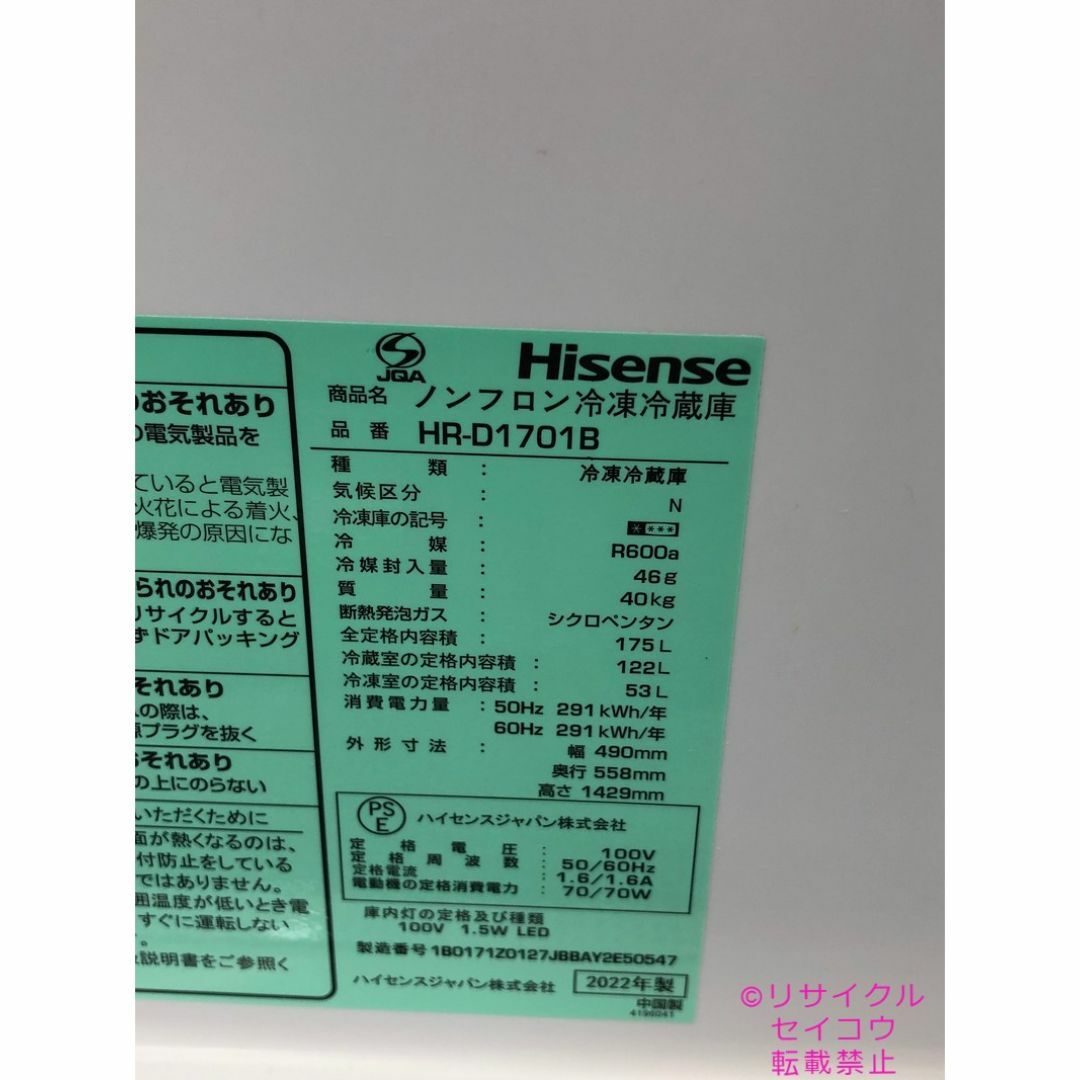 のおそれあり
の電気製品を
ていると電気製
火花による着火、
爆発の原因にな
られのおそれあり
リサイクルすると
ずドアパッキング
それあり
の際は、
プラグを抜く
おそれあり
の上にのらない
いただくために
面が熱くなるのは、
付防止をしている
ではありません。
囲温度が低いとき電
すぐに運転しない
。
説明書をご参照く
JQA
Hisense
商品名 ノンフロン冷凍冷蔵庫
品番 HR-D1701B
種類 : 冷凍冷蔵庫
気候区分 : N
冷凍庫の記号 : ****
冷媒 : R600a
冷媒封入量 : 46g
質量 : 40kg
断熱発泡ガス : シクロペンタン
全定格内容積 : 175L
冷蔵室の定格内容積 : 122L
冷凍室の定格内容積 : 53L
消費電力量 : 50Hz 291kWh/年
60Hz 291kWh/年
外形寸法 : 幅 490mm
奥行 558mm
高さ 1429mm
PSE ハイセンスジャパン株式会社
定格電圧 : 100V
定格周波数 : 50/60Hz
定格電流 : 1.6/1.6A
電動機の定格消費電力 : 70/70W
庫内灯の定格及び種類
100V 1.5W LED
製造番号 1B0171Z0127JBBAY2E50547
ハイセンスジャパン株式会社 2022年製
中国製
4196041
©リサイクル
セイコウ
転載禁止